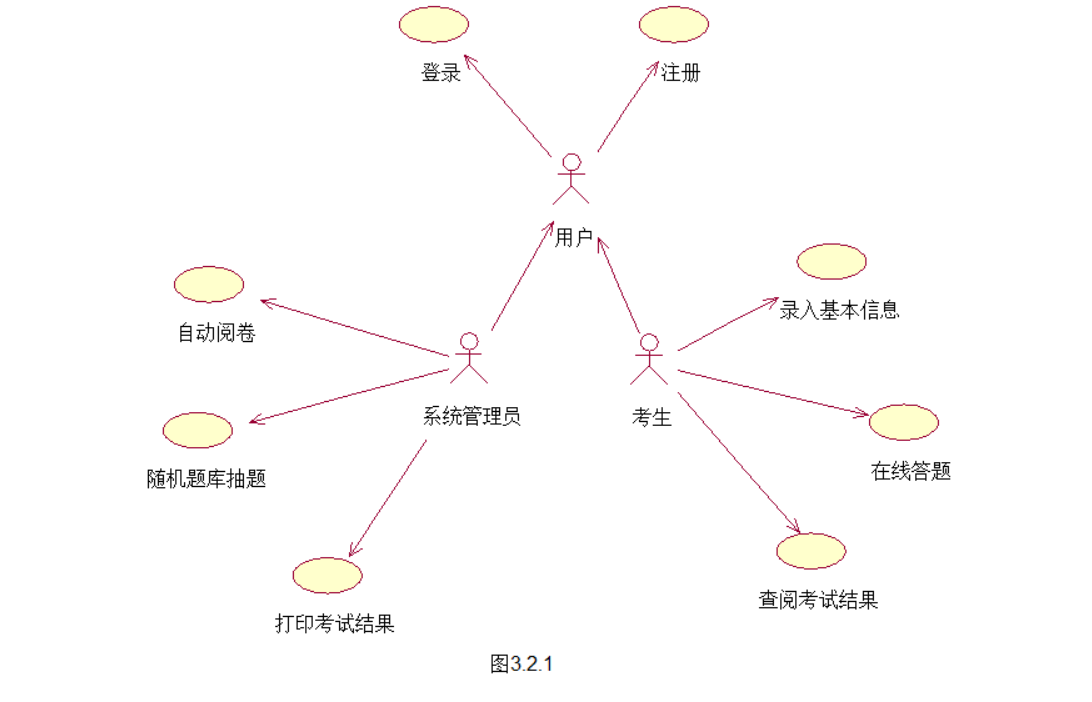 登录
注册
用户
录入基本信息
自动阅卷
系统管理员
考生
在线答题
随机题库抽题
查阅考试结果
打印考试结果
图3.2.1